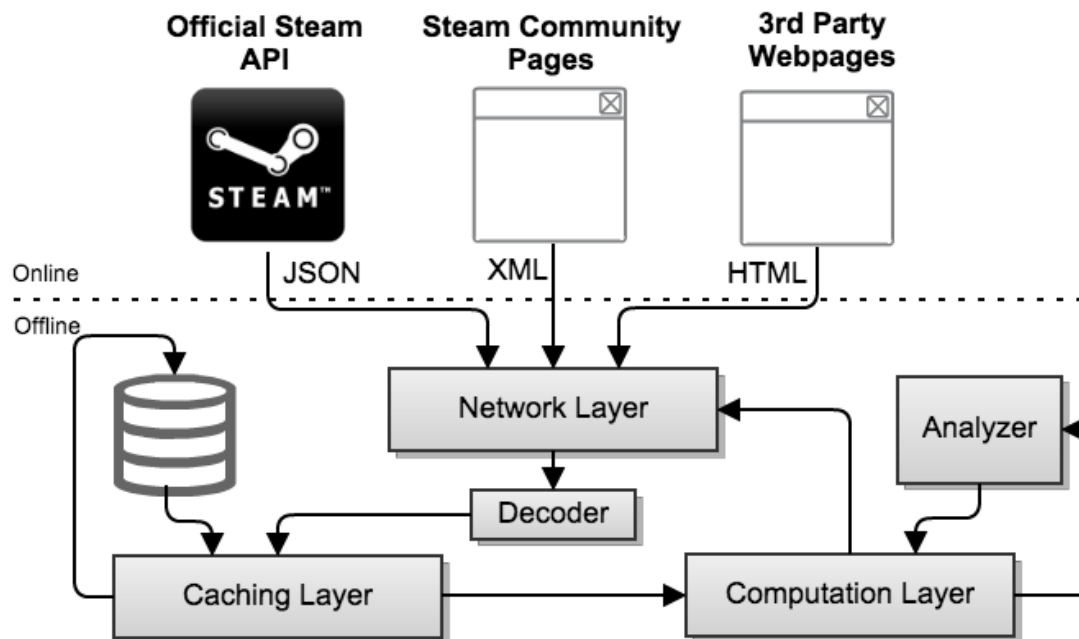 Official Steam
API
Steam Community
Pages
3rd Party
Webpages
STEAM™
Online
JSON
XML
HTML
Offline
Network Layer
Analyzer
Decoder
Caching Layer
Computation Layer